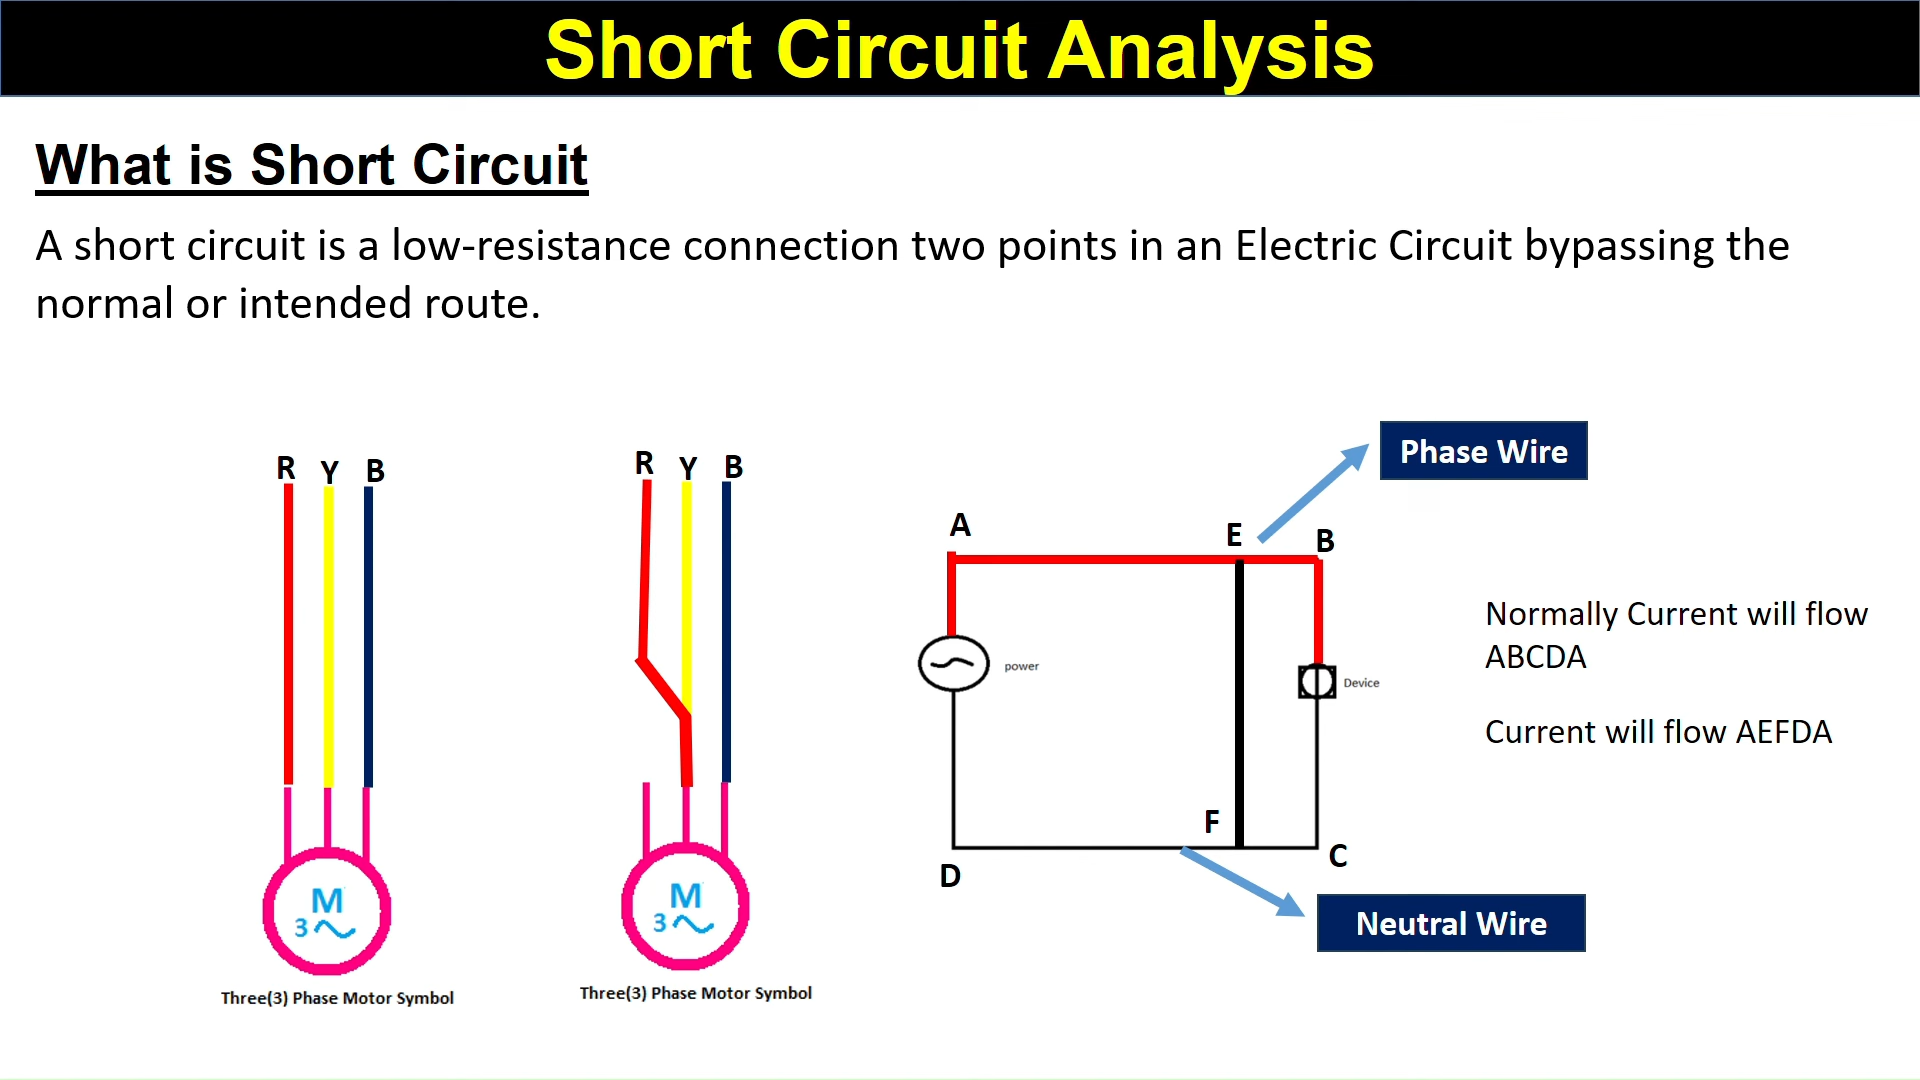 Short Circuit Analysis
What is Short Circuit
A short circuit is a low-resistance connection two points in an Electric Circuit bypassing the
normal or intended route.
R Y B
M
3
Three(3) Phase Motor Symbol
R Y B
M
3
Three(3) Phase Motor Symbol
Phase Wire
A
E
B
power
Device
F
D
C
Neutral Wire
Normally Current will flow
ABCDA
Current will flow AEFDA